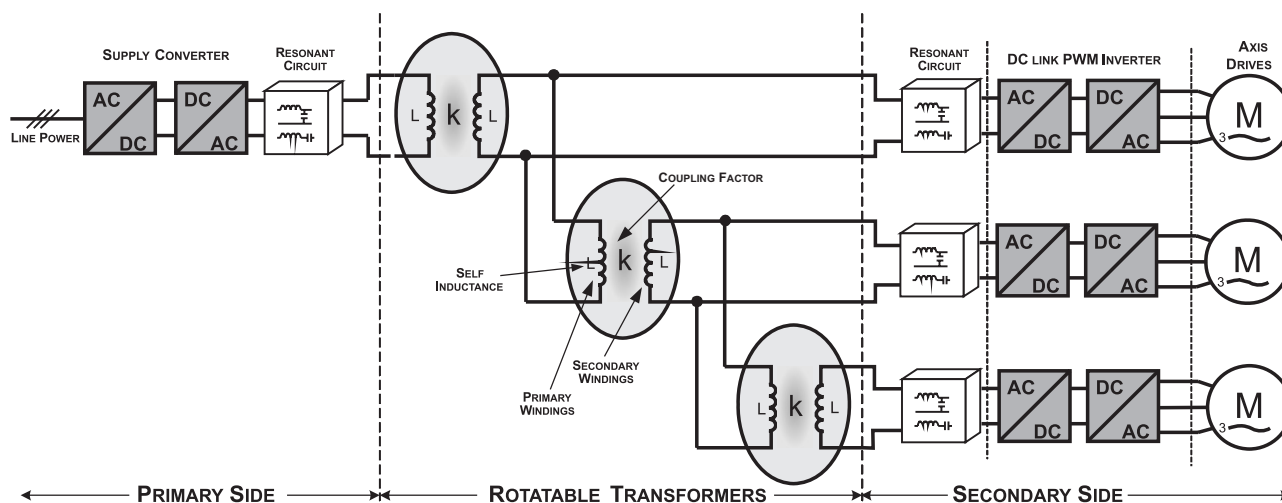 SUPPLY CONVERTER
RESONANT
CIRCUIT
RESONANT
CIRCUIT
DC LINK PWM INVERTER
AXIS
DRIVES
LINE POWER
AC
DC
DC
AC
L
k
L
AC
DC
DC
AC
M
3
COUPLING FACTOR
SELF
INDUCTANCE
L
k
L
PRIMARY
WINDINGS
SECONDARY
WINDINGS
AC
DC
DC
AC
M
3
L
k
L
AC
DC
DC
AC
M
3
PRIMARY SIDE
ROTATABLE TRANSFORMERS
SECONDARY SIDE